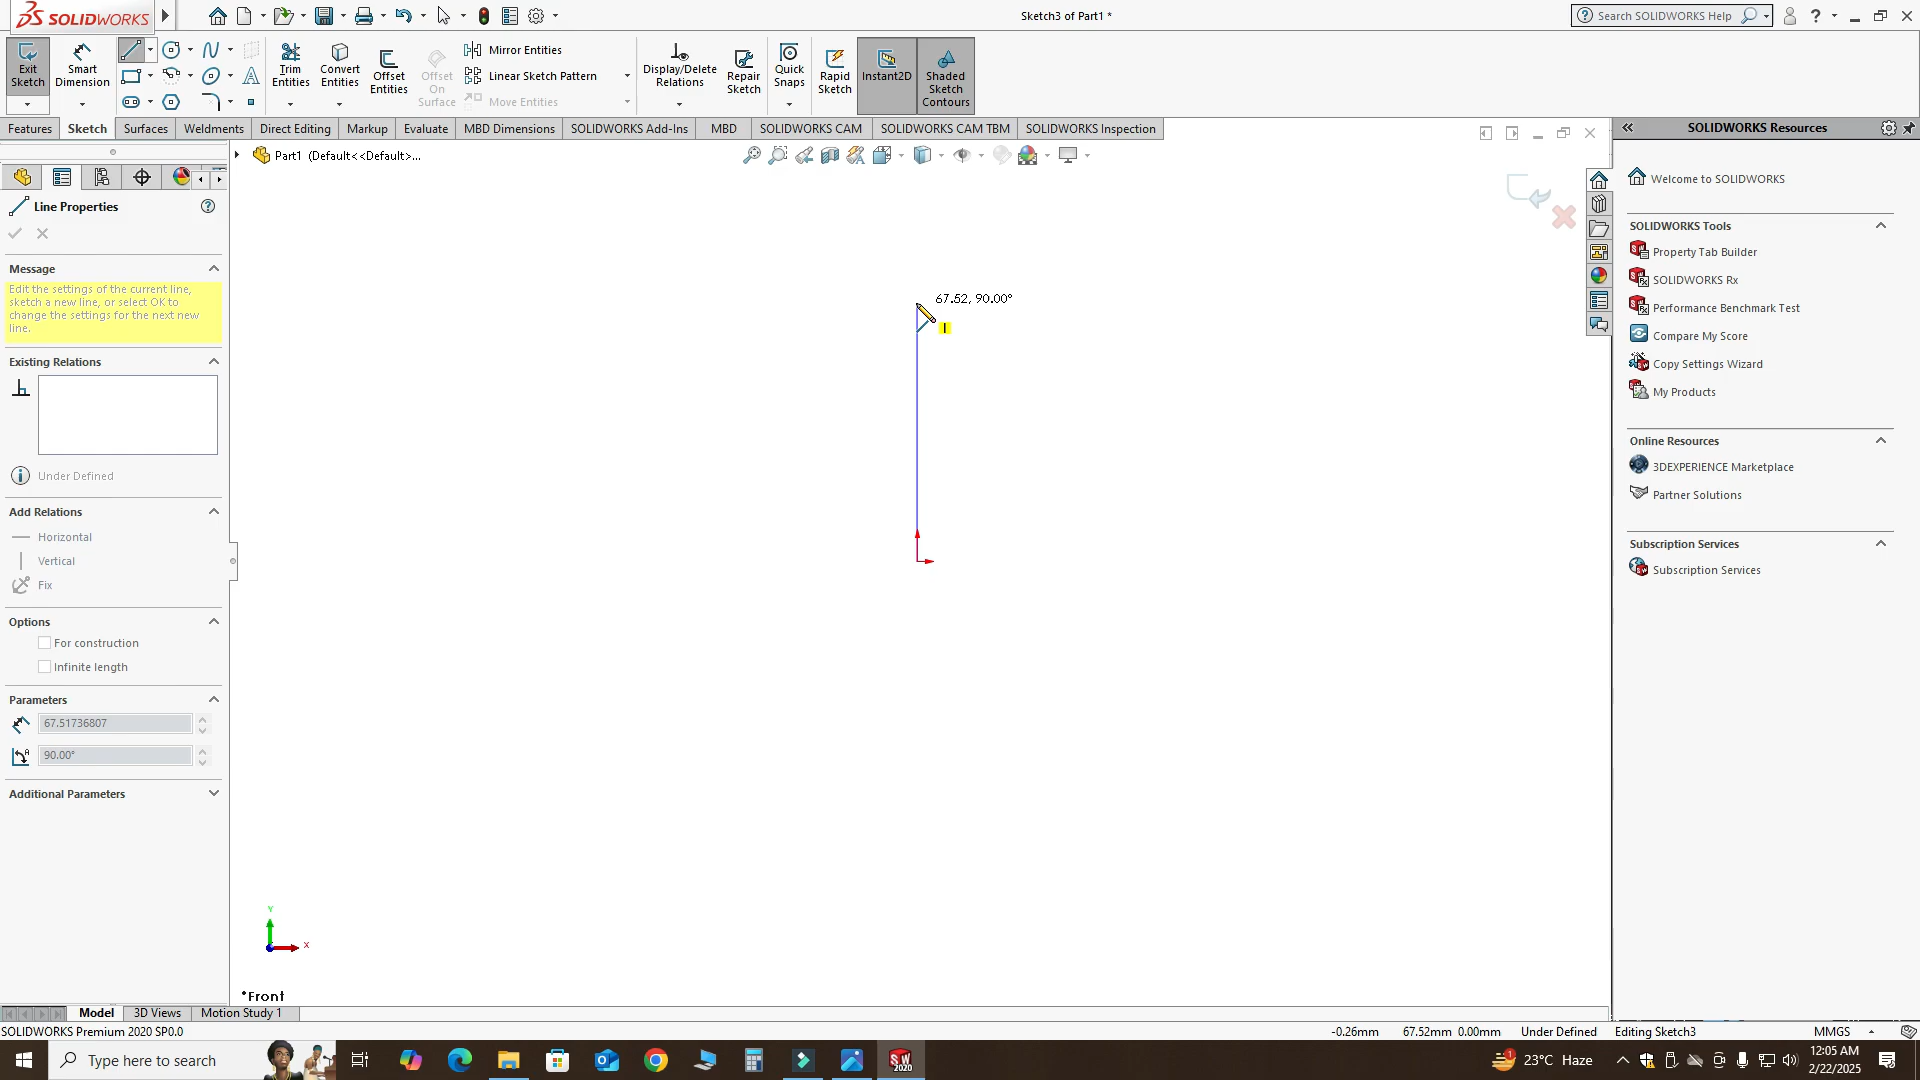 SOLIDWORKS
Sketch3 of Part1 *
Search SOLIDWORKS Help
Exit Sketch
Smart Dimension
Trim Entities
Convert Entities
Offset Entities
Offset On Surface
Mirror Entities
Linear Sketch Pattern
Move Entities
Display/Delete Relations
Repair Sketch
Quick Snaps
Rapid Sketch
Instant2D
Shaded Sketch Contours
Features
Sketch
Surfaces
Weldments
Direct Editing
Markup
Evaluate
MBD Dimensions
SOLIDWORKS Add-Ins
MBD
SOLIDWORKS CAM
SOLIDWORKS CAM TBM
SOLIDWORKS Inspection
Part1 (Default<<Default>...
Line Properties
Message
Edit the settings of the current line,
sketch a new line, or select OK to
change the settings for the next new
line.
Existing Relations
Under Defined
Add Relations
Horizontal
Vertical
Fix
Options
For construction
Infinite length
Parameters
67.51736807
90.00°
Additional Parameters
67.52, 90.00°
Y
X
*Front
SOLIDWORKS Resources
Welcome to SOLIDWORKS
SOLIDWORKS Tools
Property Tab Builder
SOLIDWORKS Rx
Performance Benchmark Test
Compare My Score
Copy Settings Wizard
My Products
Online Resources
3DEXPERIENCE Marketplace
Partner Solutions
Subscription Services
Subscription Services
Model
3D Views
Motion Study 1
SOLIDWORKS Premium 2020 SP0.0
-0.26mm
67.52mm 0.00mm
Under Defined
Editing Sketch3
MMGS
Type here to search
SW
2020
1
23°C Haze
12:05 AM
2/22/2025